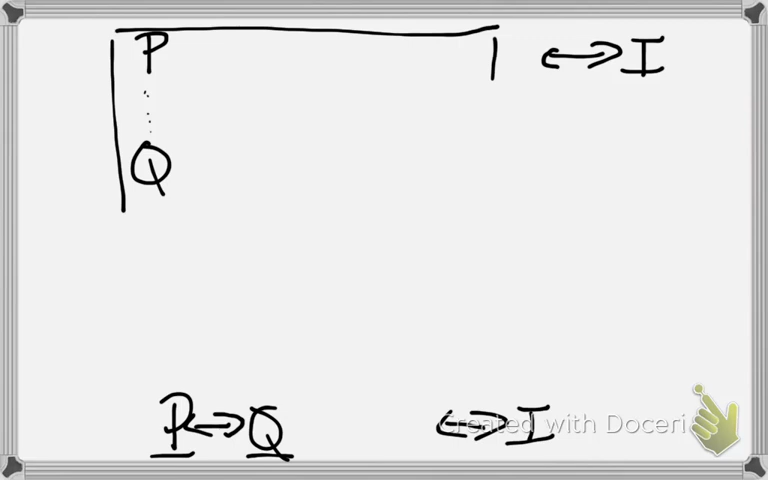 P ⟺ I
⋮
Q
P ⟺ Q ⟺ I
Created with Doceri